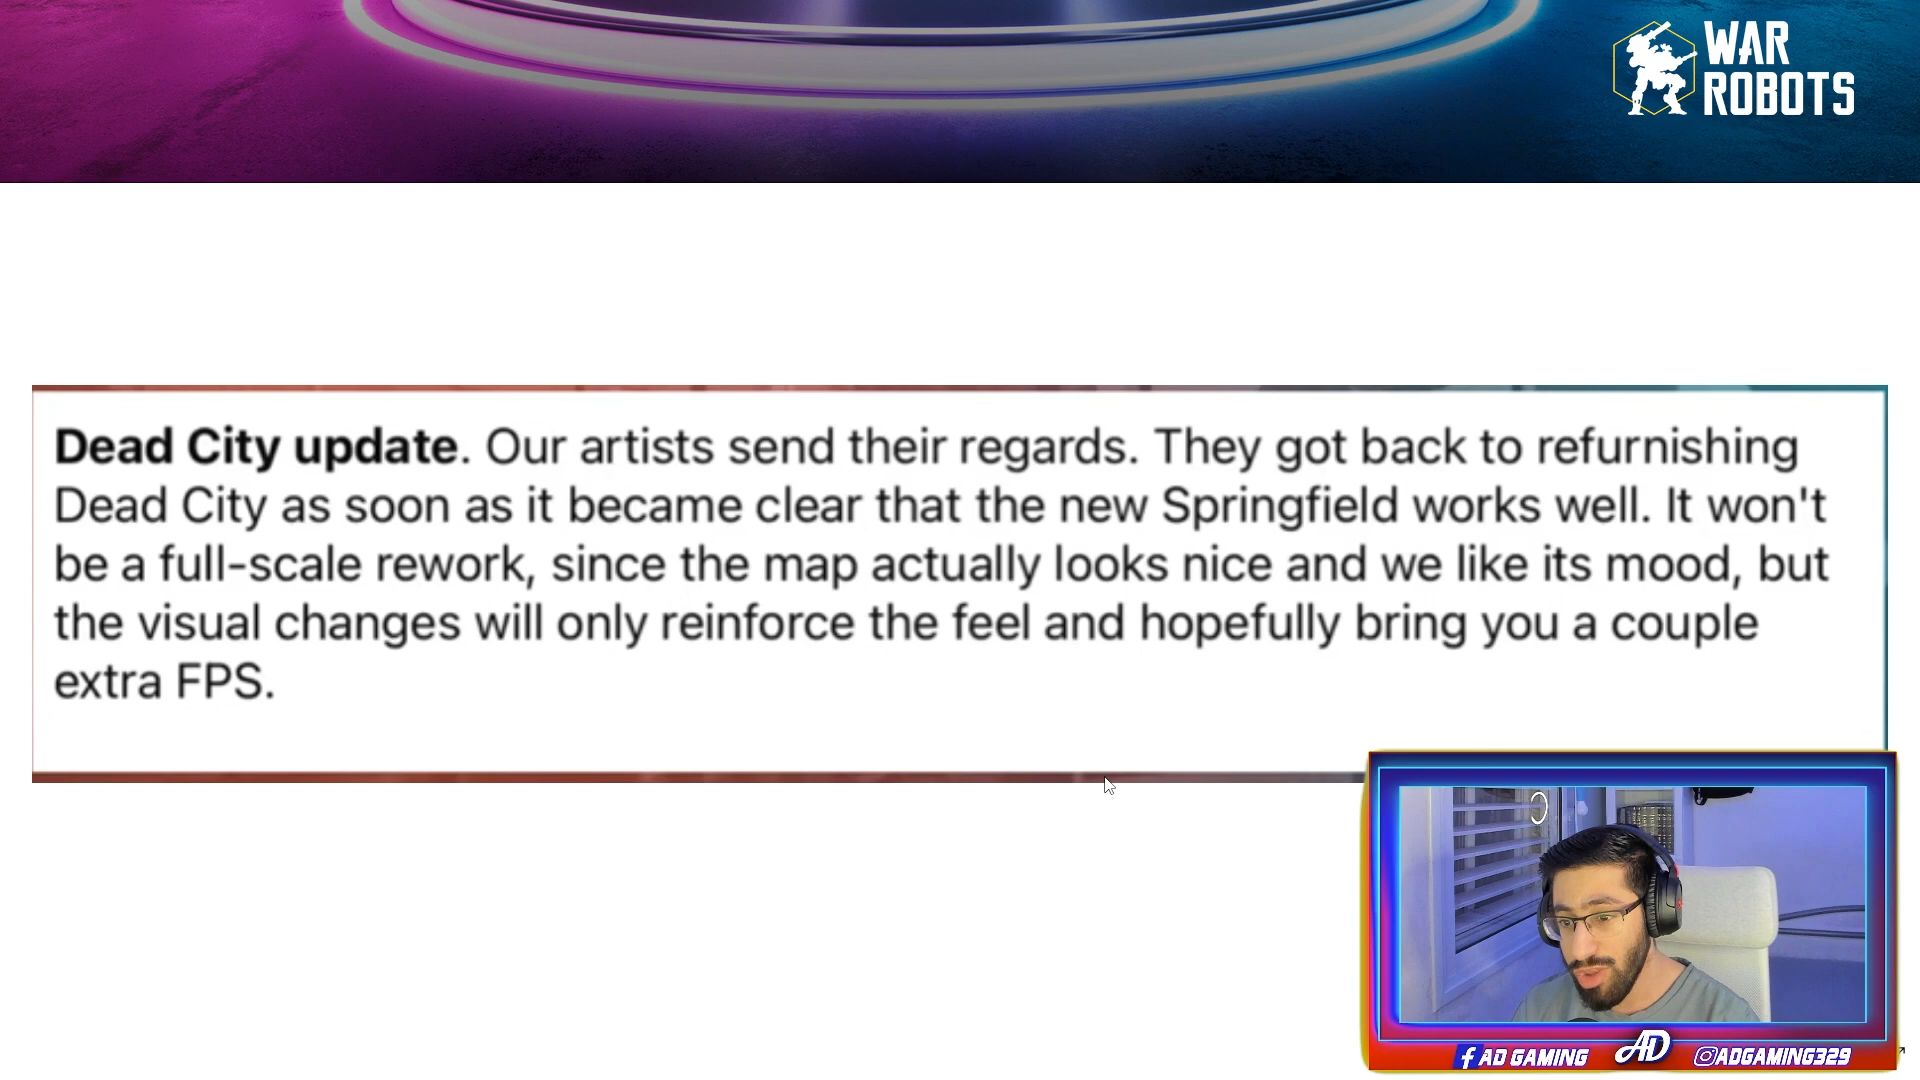 WAR
ROBOTS
Dead City update. Our artists send their regards. They got back to refurnishing
Dead City as soon as it became clear that the new Springfield works well. It won't
be a full-scale rework, since the map actually looks nice and we like its mood, but
the visual changes will only reinforce the feel and hopefully bring you a couple
extra FPS.
AD GAMING
AD
ADGAMING329